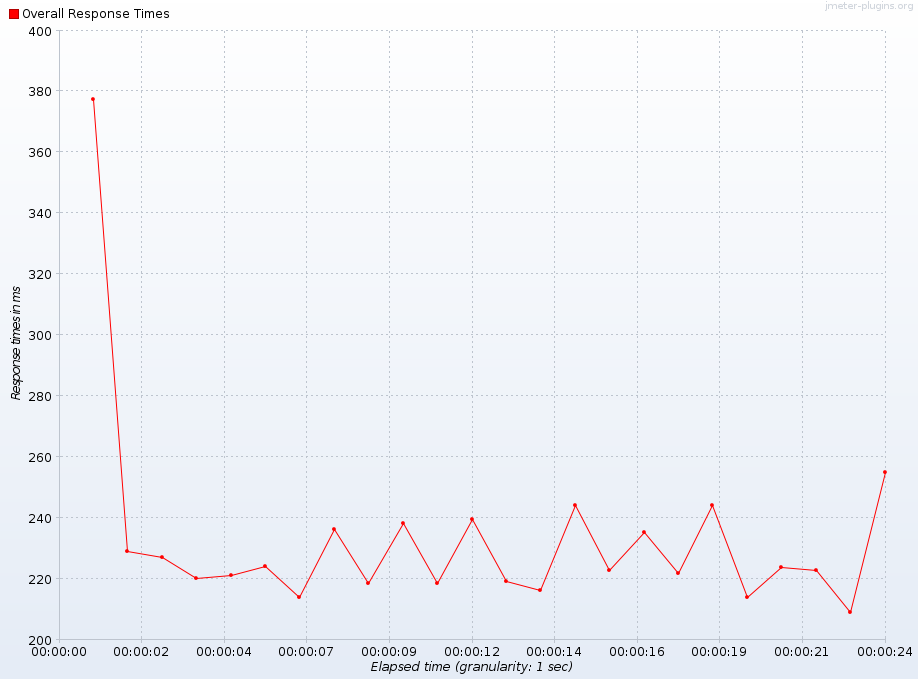 Overall Response Times
jmeter-plugins.org
400
380
360
340
320
300
280
260
240
220
200
Response times in ms
00:00:00 00:00:02 00:00:04 00:00:07 00:00:09 00:00:12 00:00:14 00:00:16 00:00:19 00:00:21 00:00:24
Elapsed time (granularity: 1 sec)